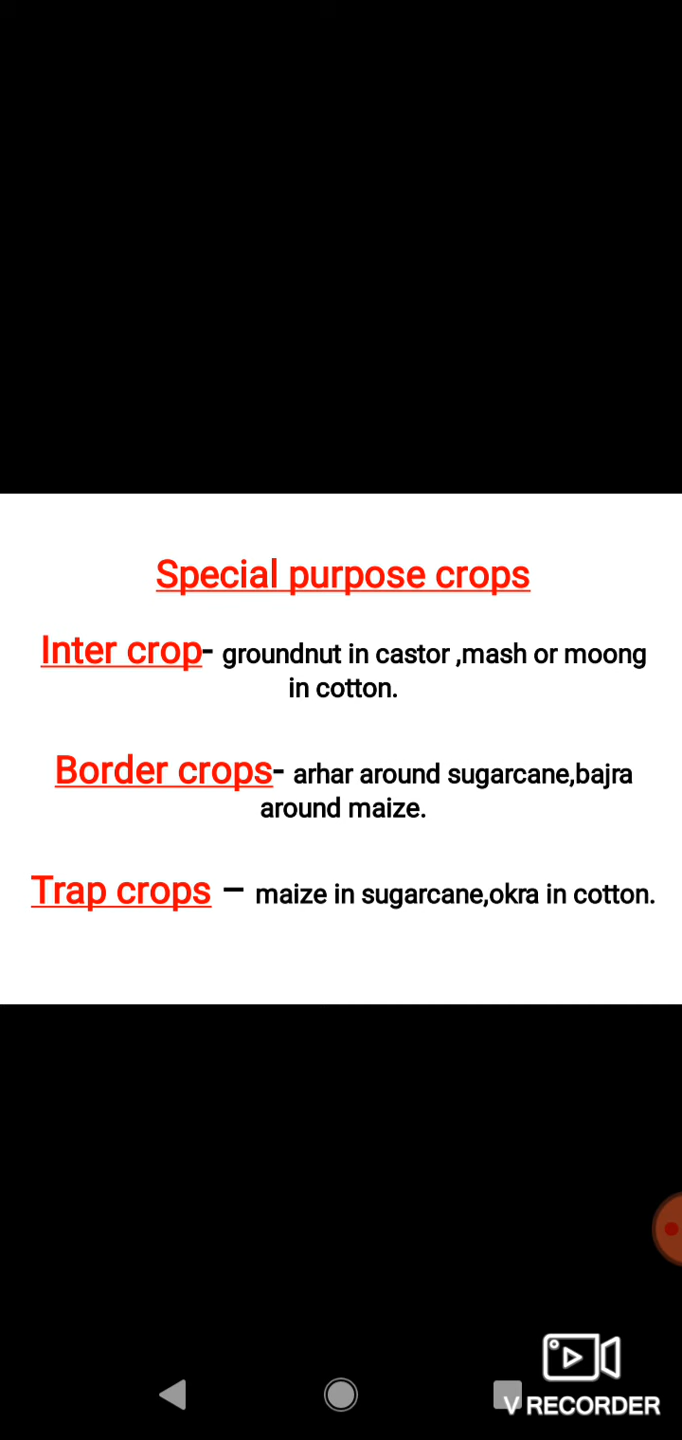 Special purpose crops
Inter crop- groundnut in castor ,mash or moong
in cotton.
Border crops- arhar around sugarcane,bajra
around maize.
Trap crops – maize in sugarcane,okra in cotton.
V RECORDER